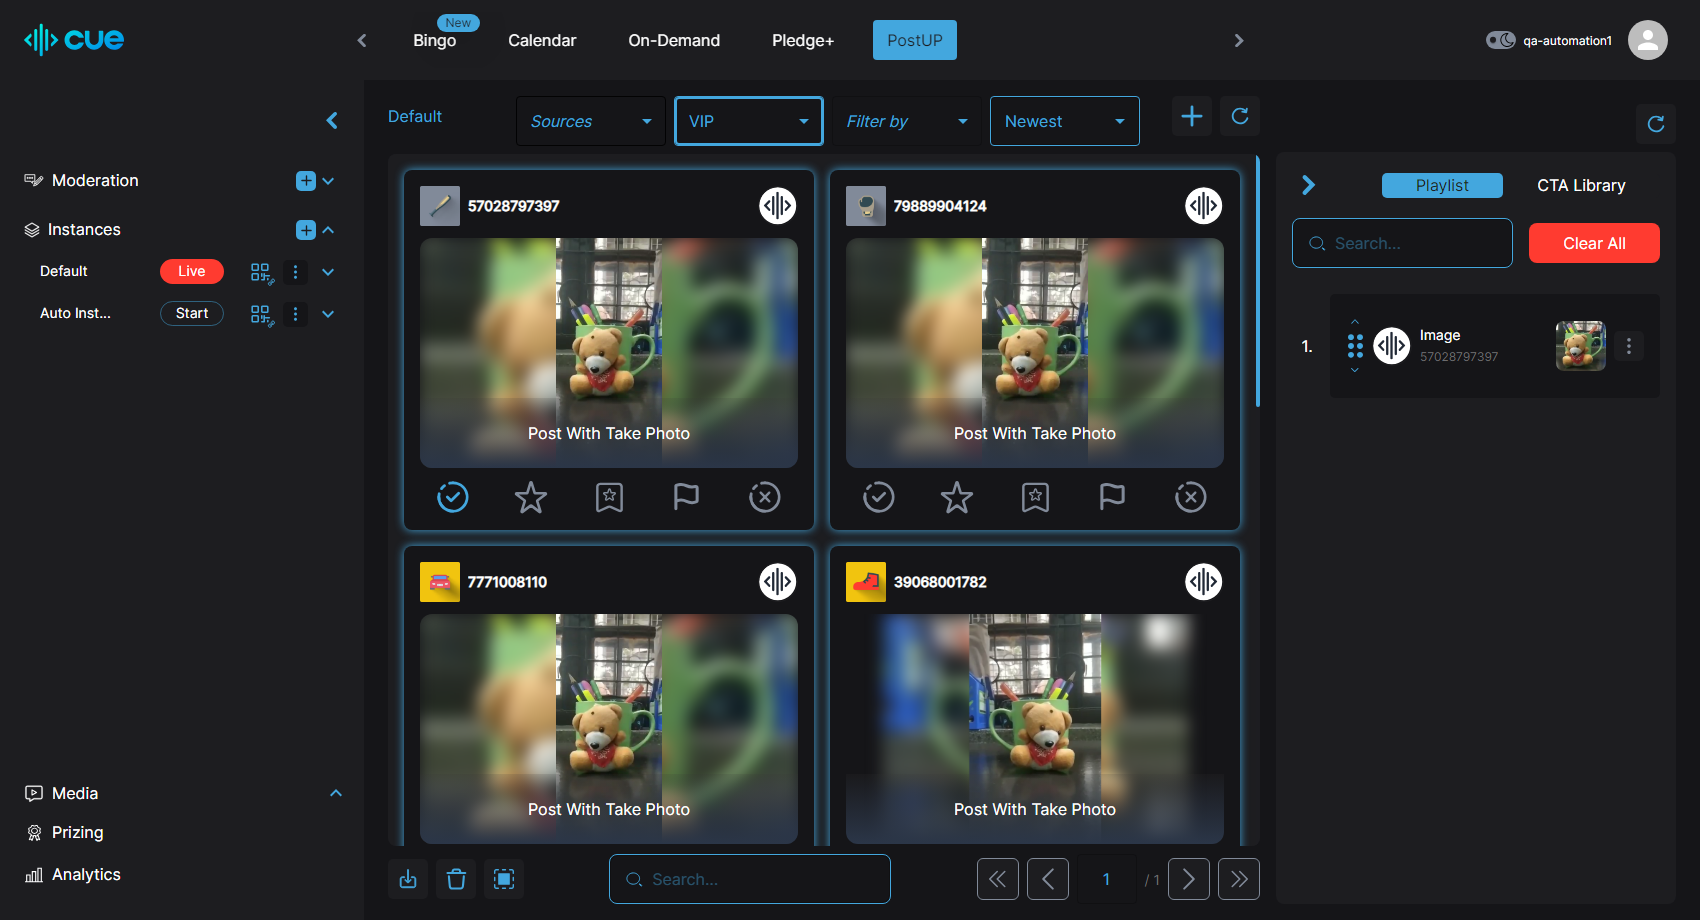 cue
New
Bingo
Calendar
On-Demand
Pledge+
PostUP
qa-automation1
Default
Sources
VIP
Filter by
Newest
Moderation
Instances
Default
Live
Auto Inst...
Start
Media
Prizing
Analytics
57028797397
Post With Take Photo
79889904124
Post With Take Photo
7771008110
Post With Take Photo
39068001782
Post With Take Photo
Search...
1
/ 1
Playlist
CTA Library
Search...
Clear All
1.
Image
57028797397